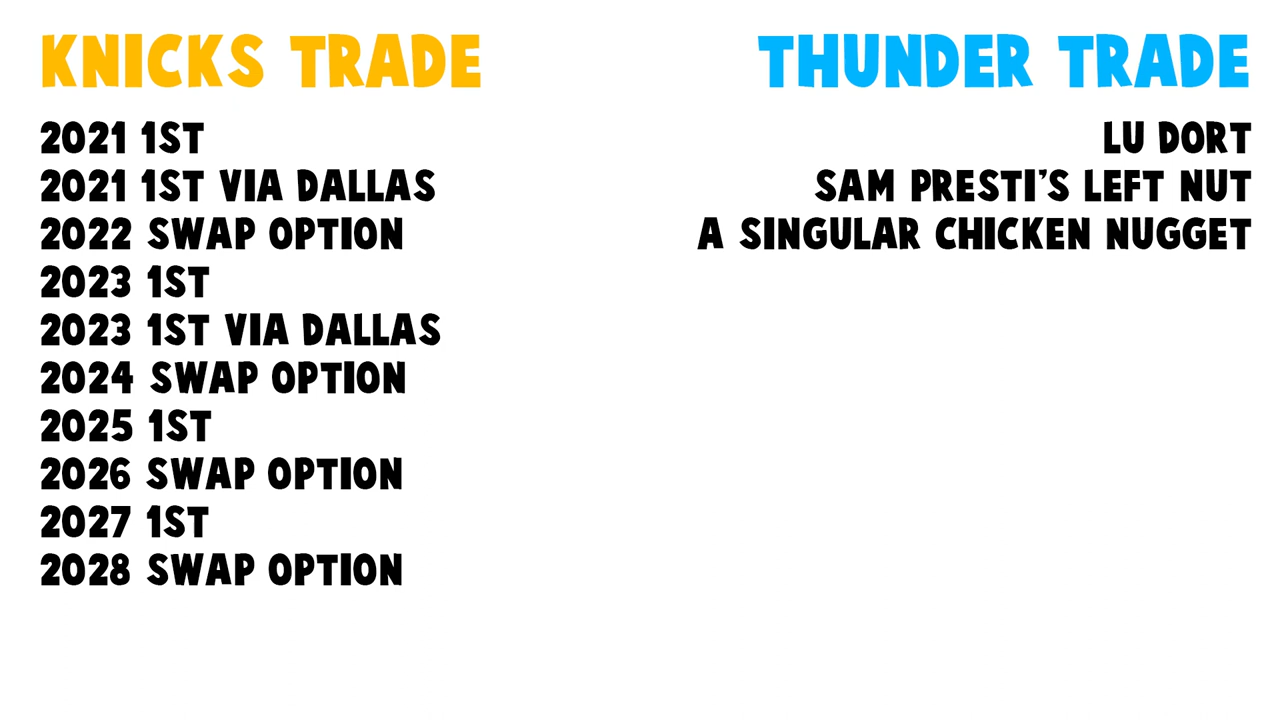 KNICKS TRADE
2021 1ST
2021 1ST VIA DALLAS
2022 SWAP OPTION
2023 1ST
2023 1ST VIA DALLAS
2024 SWAP OPTION
2025 1ST
2026 SWAP OPTION
2027 1ST
2028 SWAP OPTION
THUNDER TRADE
LU DORT
SAM PRESTI'S LEFT NUT
A SINGULAR CHICKEN NUGGET